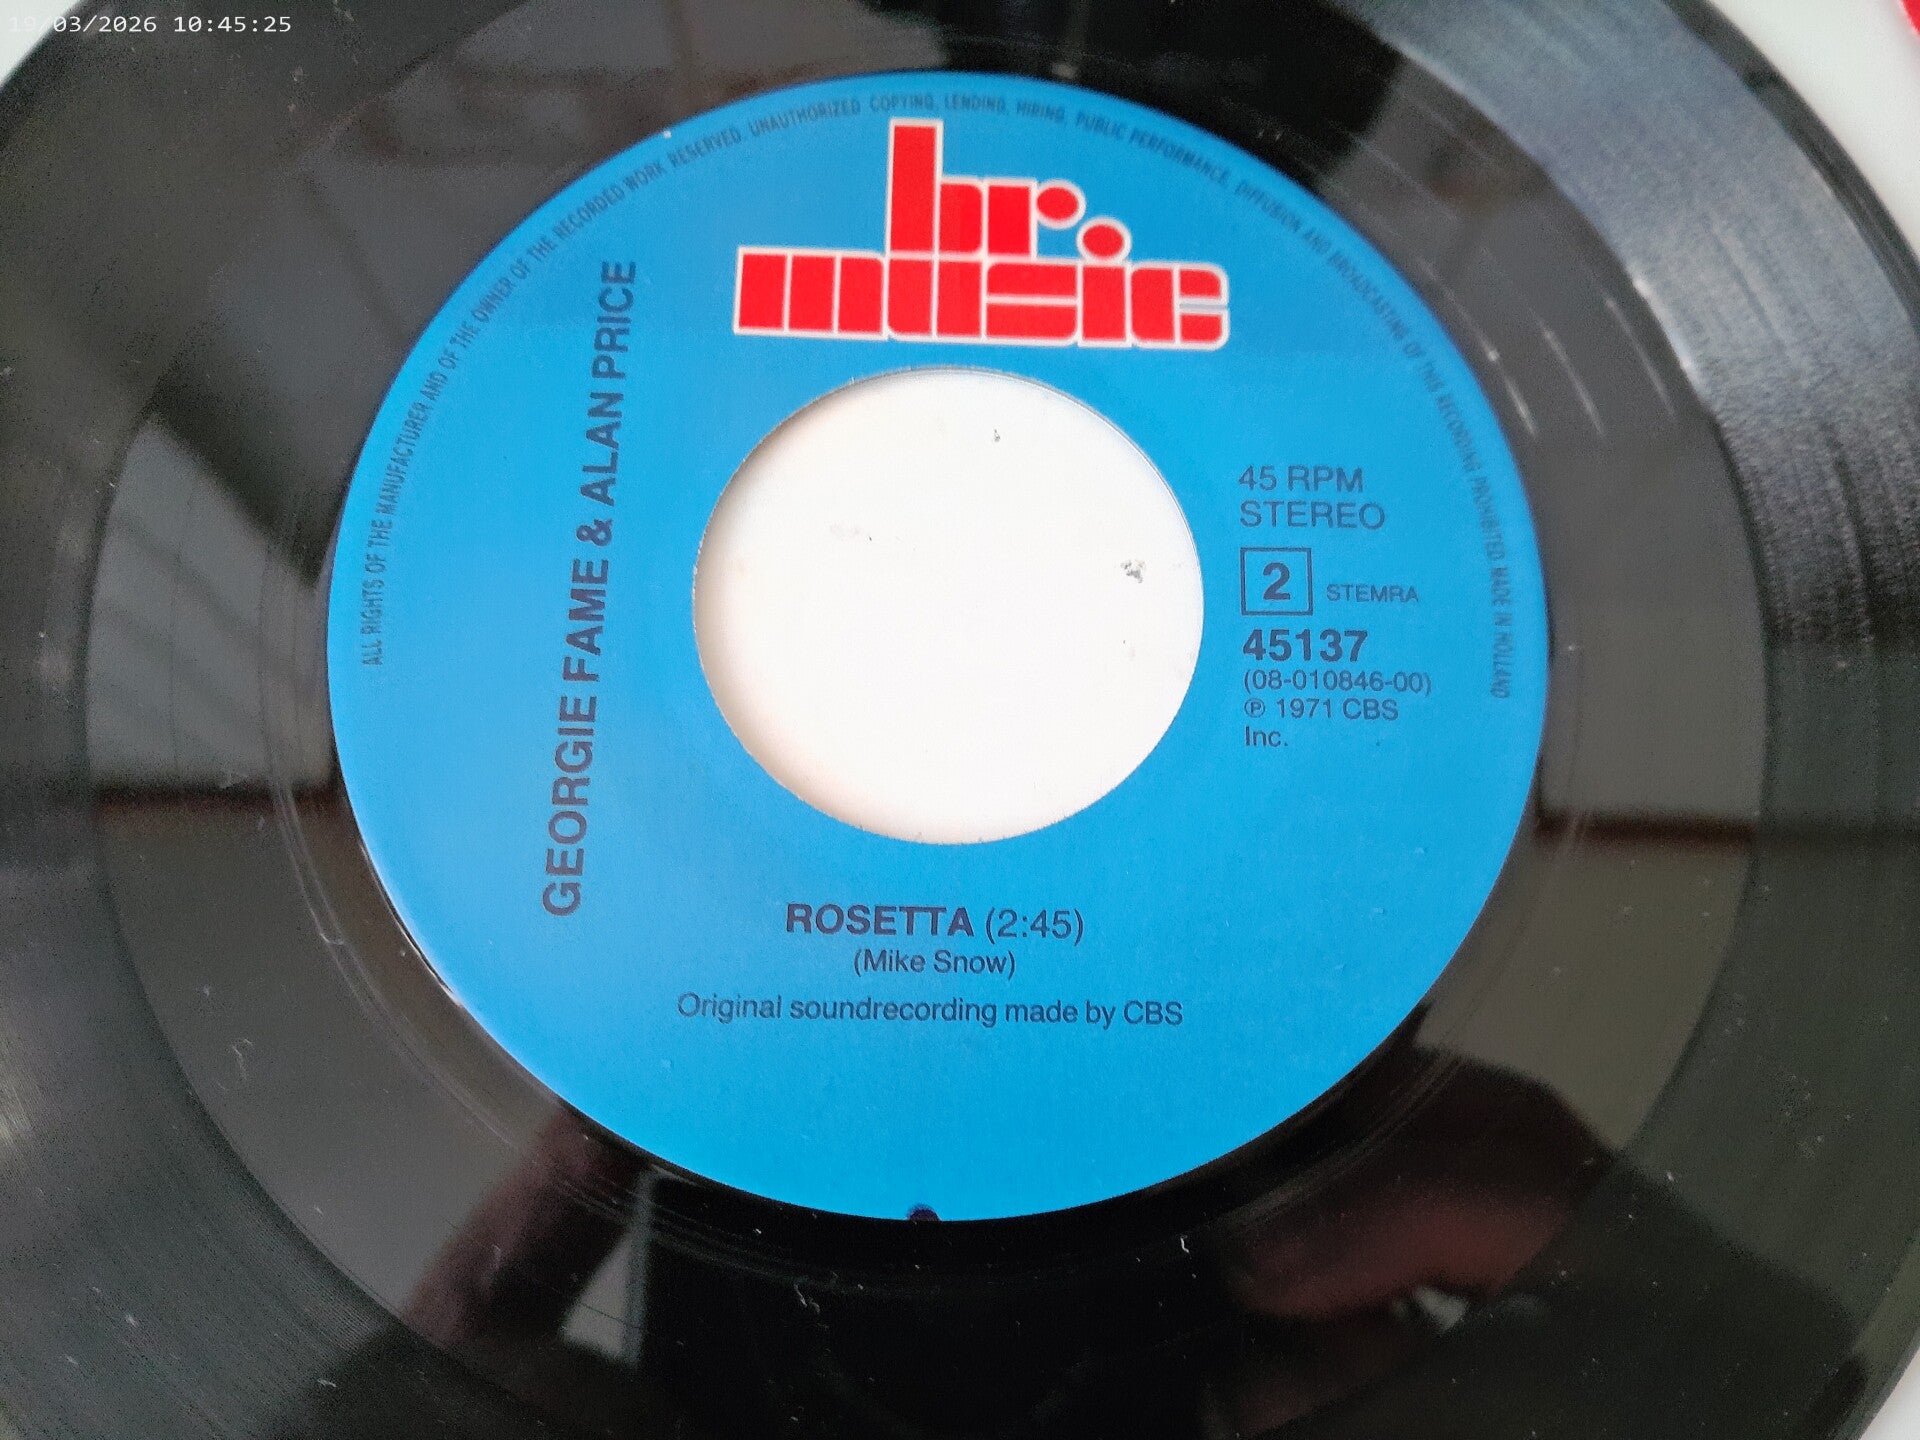 19/03/2026 10:45:25
ALL RIGHTS OF THE MANUFACTURER AND OF THE OWNER OF THE RECORDED WORK RESERVED. UNAUTHORIZED COPYING, LENDING, HIRING, PUBLIC PERFORMANCE, DIFFUSION AND BROADCASTING OF THIS RECORDING PROHIBITED. MADE IN HOLLAND
br.
music
GEORGIE FAME & ALAN PRICE
45 RPM
STEREO
2 STEMRA
45137
(08-010846-00)
℗ 1971 CBS
Inc.
ROSETTA (2:45)
(Mike Snow)
Original soundrecording made by CBS